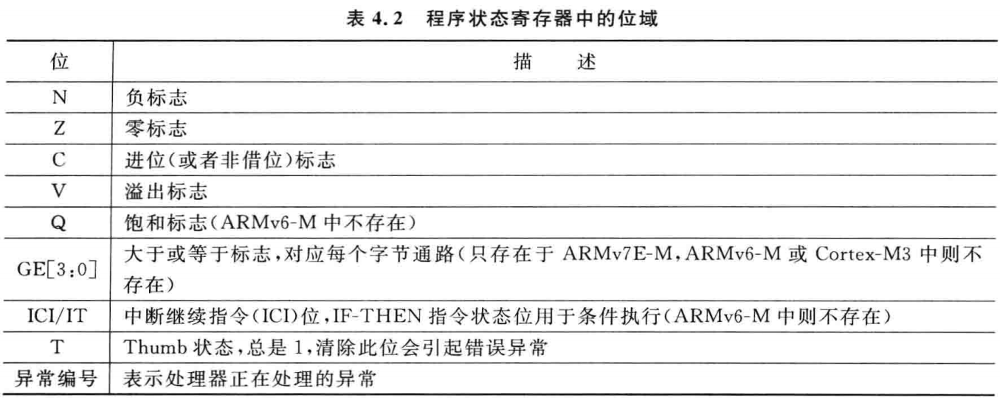 表 4.2 程序状态寄存器中的位域
位 描 述
N 负标志
Z 零标志
C 进位(或者非借位)标志
V 溢出标志
Q 饱和标志(ARMv6-M 中不存在)
GE[3:0] 大于或等于标志,对应每个字节通路(只存在于 ARMv7E-M,ARMv6-M 或 Cortex-M3 中则不
存在)
ICI/IT 中断继续指令(ICI)位,IF-THEN 指令状态位用于条件执行(ARMv6-M 中则不存在)
T Thumb 状态,总是 1,清除此位会引起错误异常
异常编号 表示处理器正在处理的异常